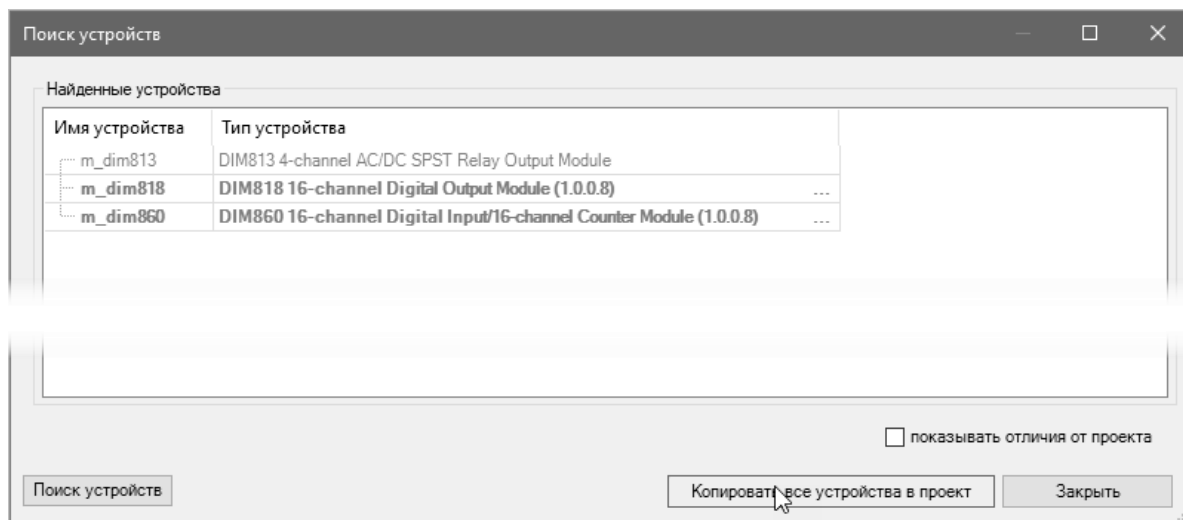 Поиск устройств
Найденные устройства
Имя устройства Тип устройства
m_dim813 DIM813 4-channel AC/DC SPST Relay Output Module
m_dim818 DIM818 16-channel Digital Output Module (1.0.0.8) ...
m_dim860 DIM860 16-channel Digital Input/16-channel Counter Module (1.0.0.8) ...
показывать отличия от проекта
Поиск устройств Копировать все устройства в проект Закрыть